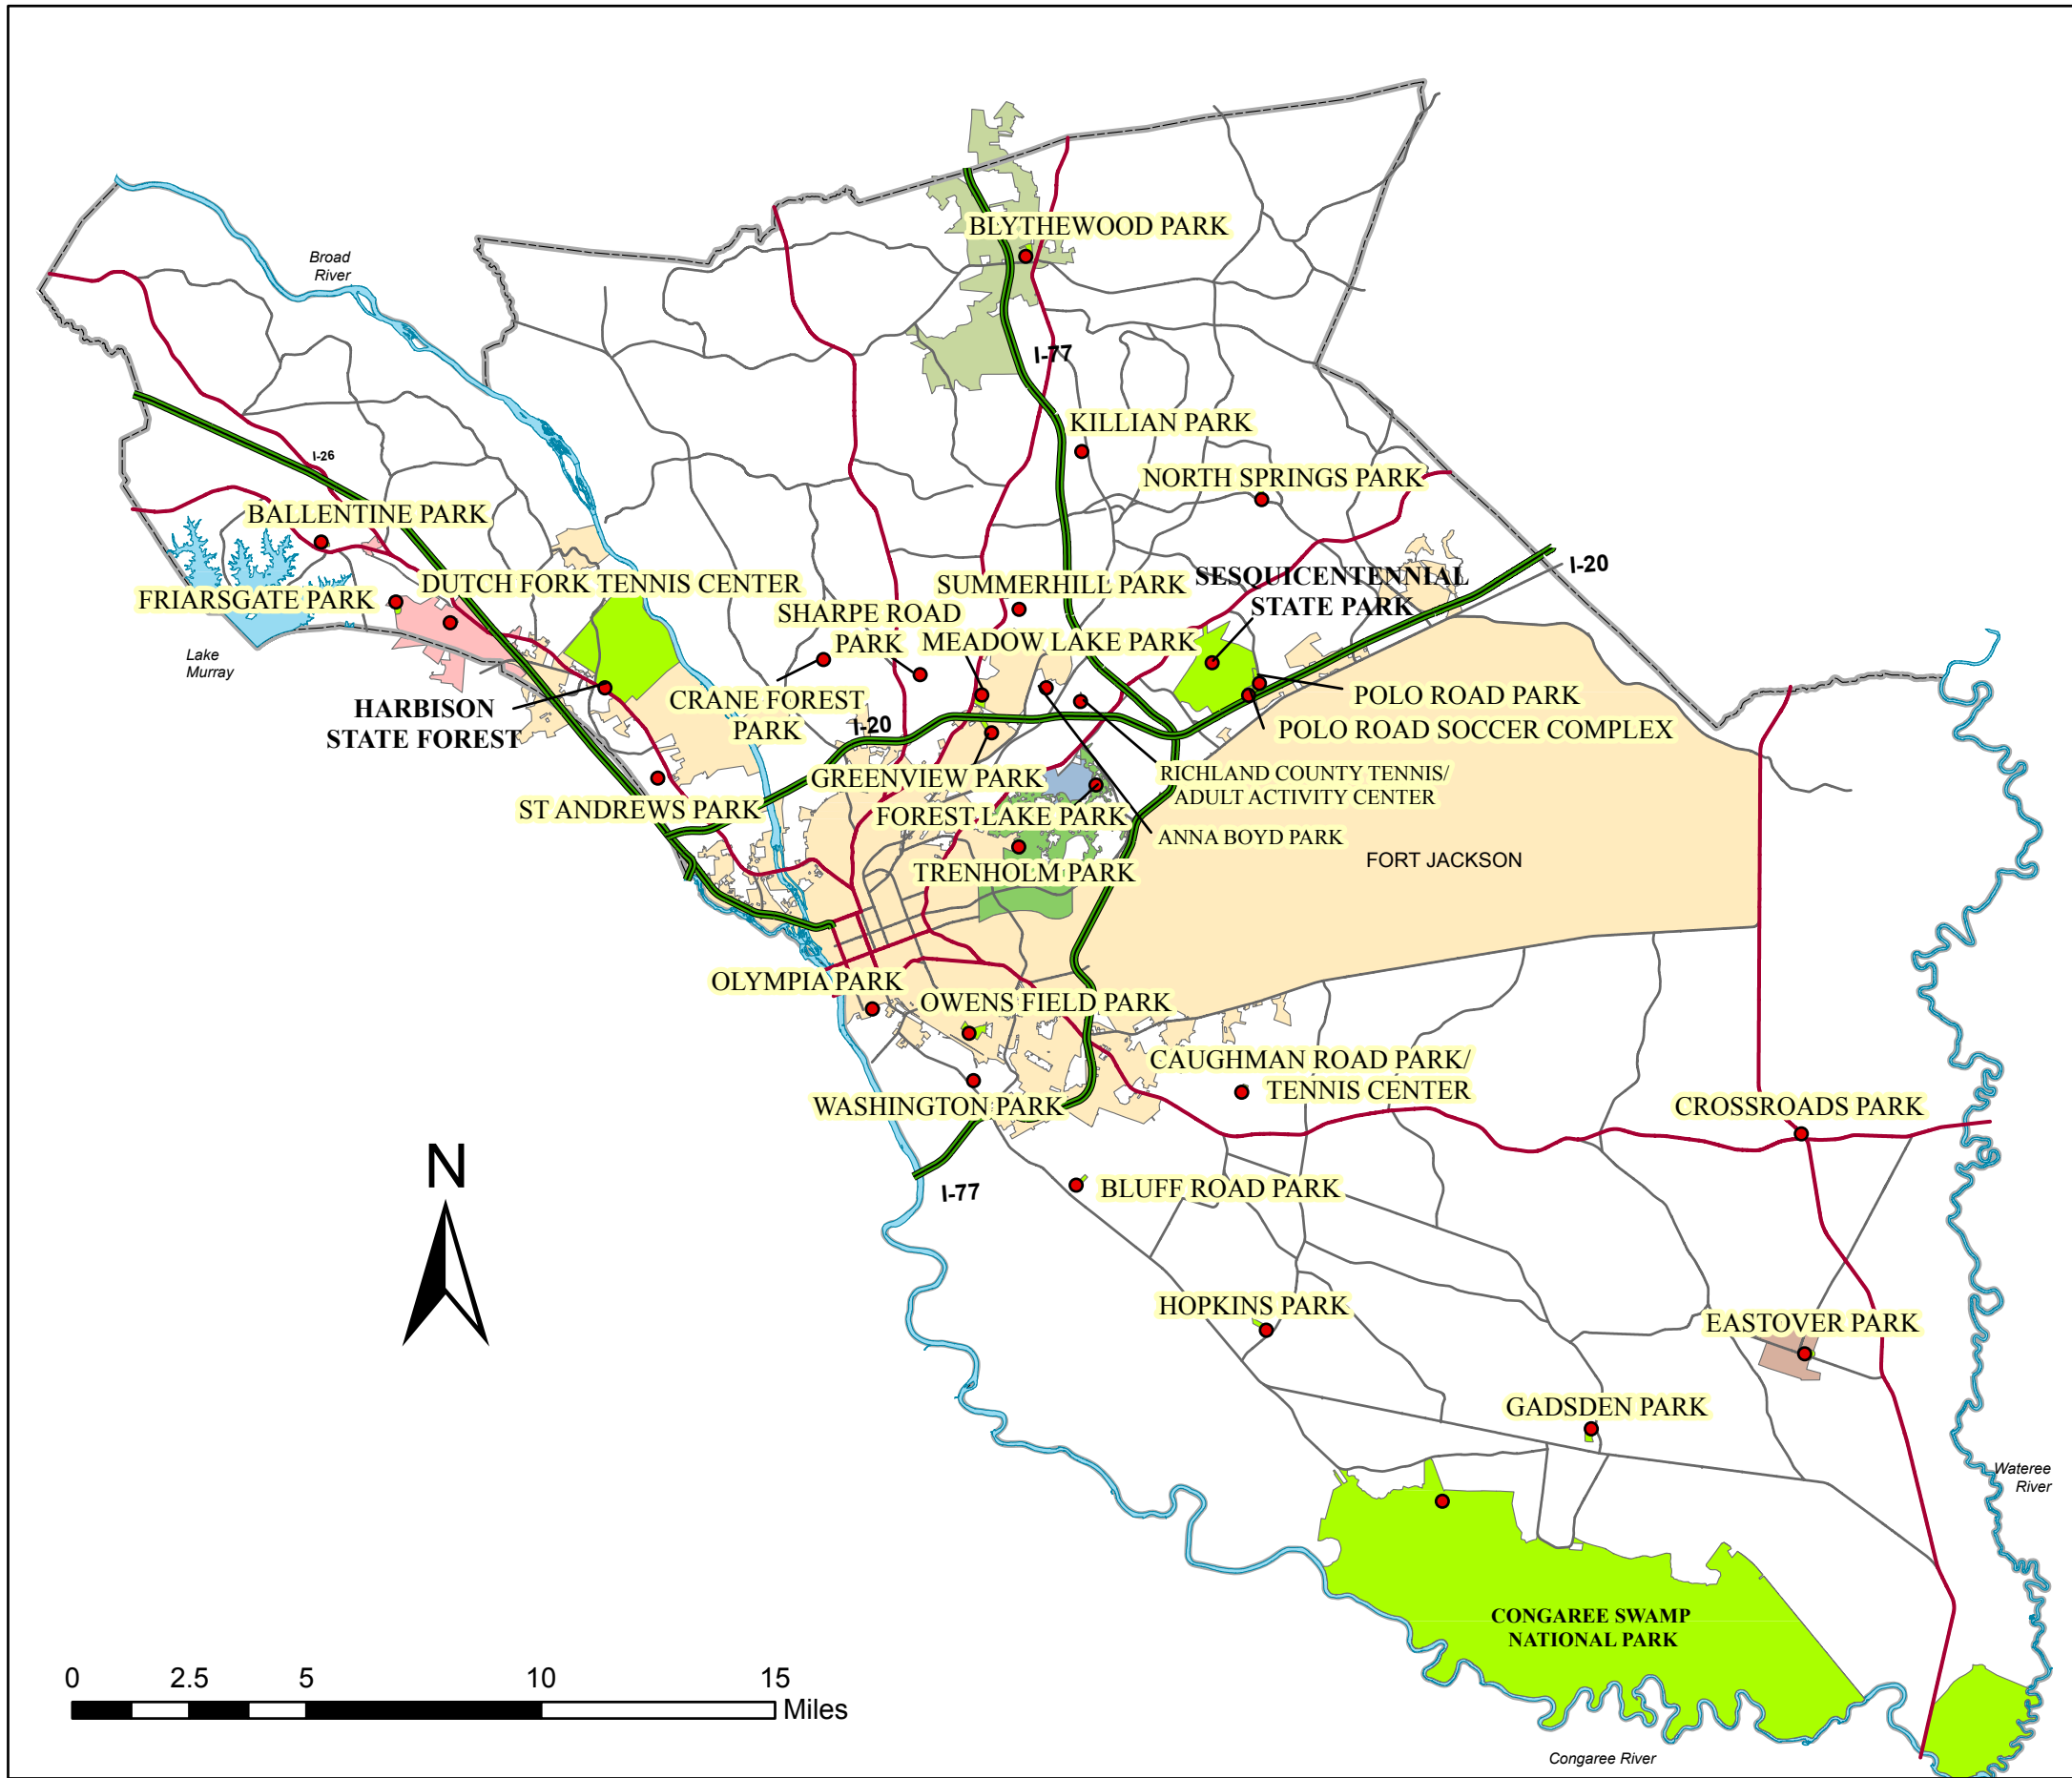 BLYTHEWOOD PARK
Broad
River
I-77
KILLIAN PARK
I-26
NORTH SPRINGS PARK
BALLENTINE PARK
I-20
SESQUICENTENNIAL
STATE PARK
DUTCH FORK TENNIS CENTER
SUMMERHILL PARK
FRIARSGATE PARK
SHARPE ROAD
PARK
MEADOW LAKE PARK
Lake
Murray
CRANE FOREST
PARK
POLO ROAD PARK
HARBISON
STATE FOREST
I-20
POLO ROAD SOCCER COMPLEX
GREENVIEW PARK
RICHLAND COUNTY TENNIS/
ADULT ACTIVITY CENTER
ST ANDREWS PARK
FOREST LAKE PARK
ANNA BOYD PARK
FORT JACKSON
TRENHOLM PARK
OLYMPIA PARK
OWENS FIELD PARK
CAUGHMAN ROAD PARK/
TENNIS CENTER
WASHINGTON PARK
CROSSROADS PARK
N
I-77
BLUFF ROAD PARK
HOPKINS PARK
EASTOVER PARK
GADSDEN PARK
Wateree
River
CONGAREE SWAMP
NATIONAL PARK
0 2.5 5 10 15
Miles
Congaree River